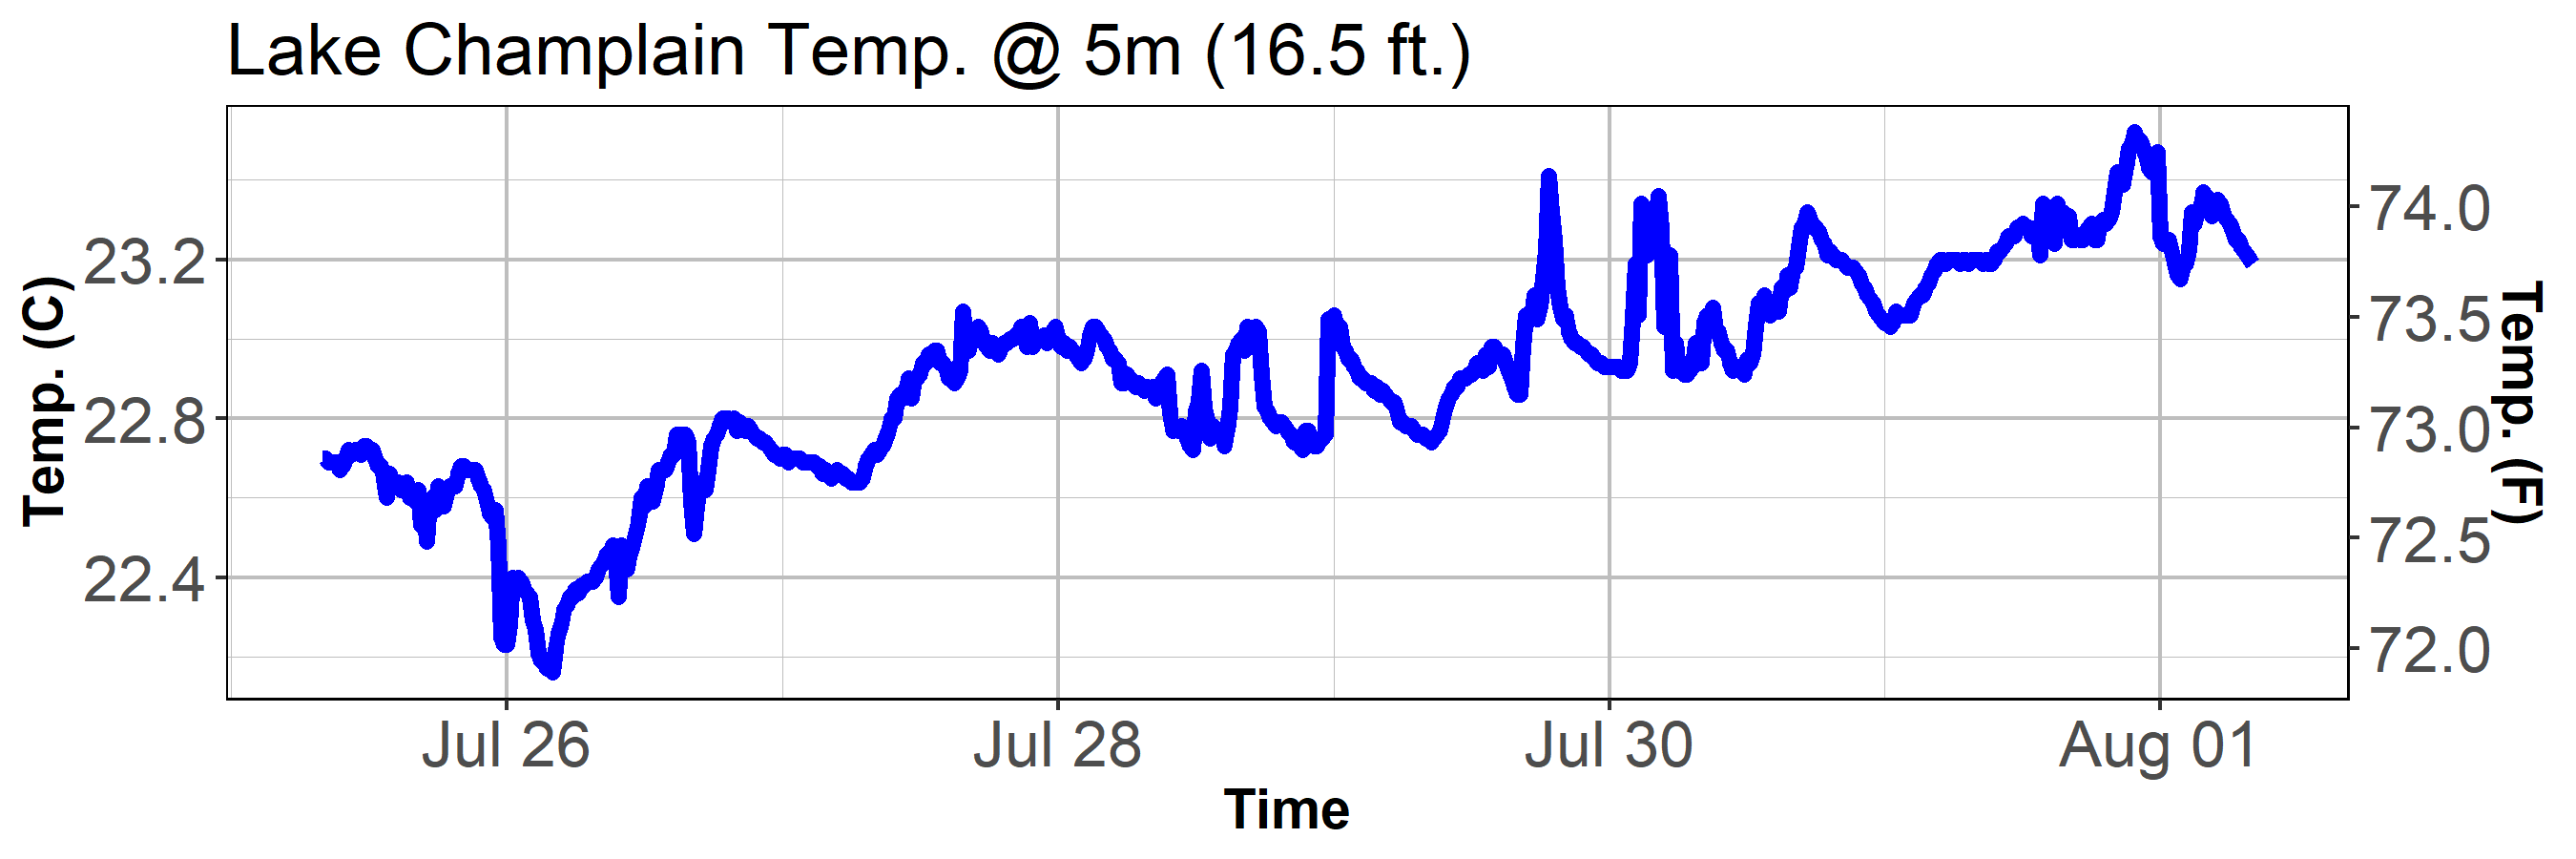 Lake Champlain Temp. @ 5m (16.5 ft.)
Temp. (C)
23.2
22.8
22.4
74.0
73.5
73.0
72.5
72.0
Temp. (F)
Jul 26
Jul 28
Jul 30
Aug 01
Time